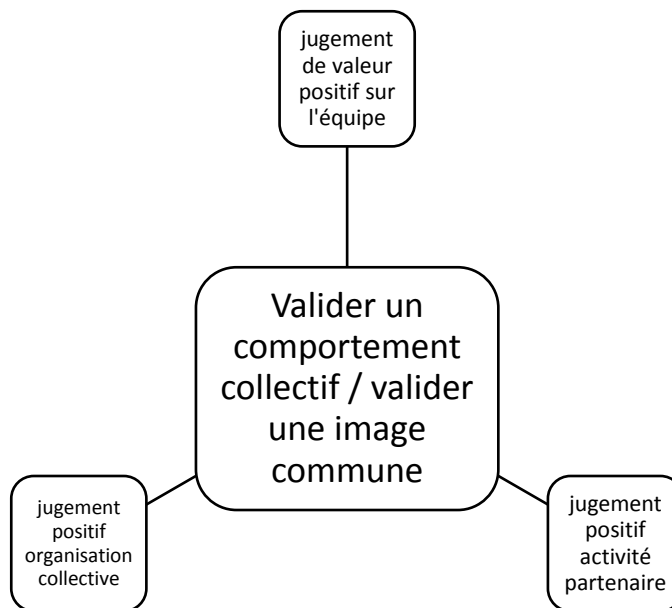 jugement
de valeur
positif sur
l'équipe
Valider un
comportement
collectif / valider
une image
commune
jugement
positif
organisation
collective
jugement
positif
activité
partenaire